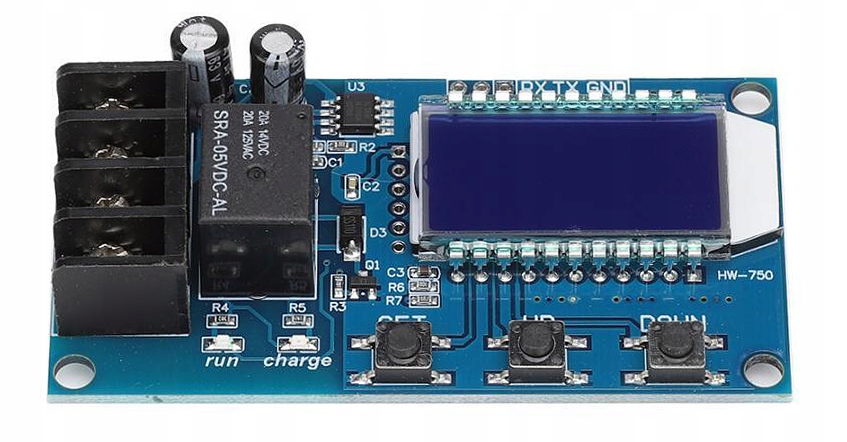 63 V
C
U3
RX TX GND
20A 14VDC
20A 125VAC
SRA-05VDC-AL
R2
C1
C2
D3
Q1
C3
R6
R7
R3
HW-750
R4
R5
SET
UP
DOWN
run
charge